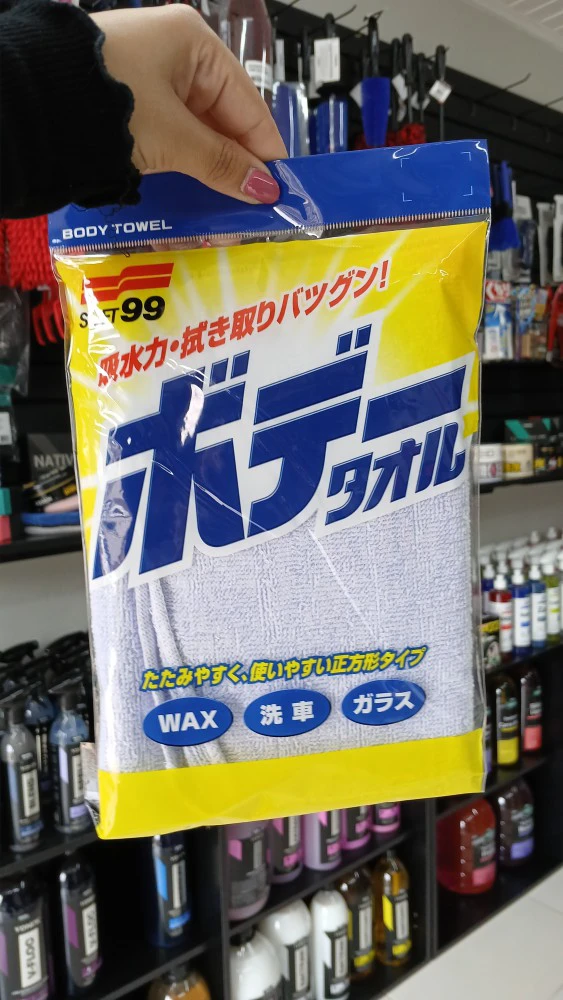 BODY TOWEL
SOFT99
吸水力・拭き取りバツグン!
ボデー
タオル
たたみやすく、使いやすい正方形タイプ
WAX
洗車
ガラス
NATIV
V-FLOC